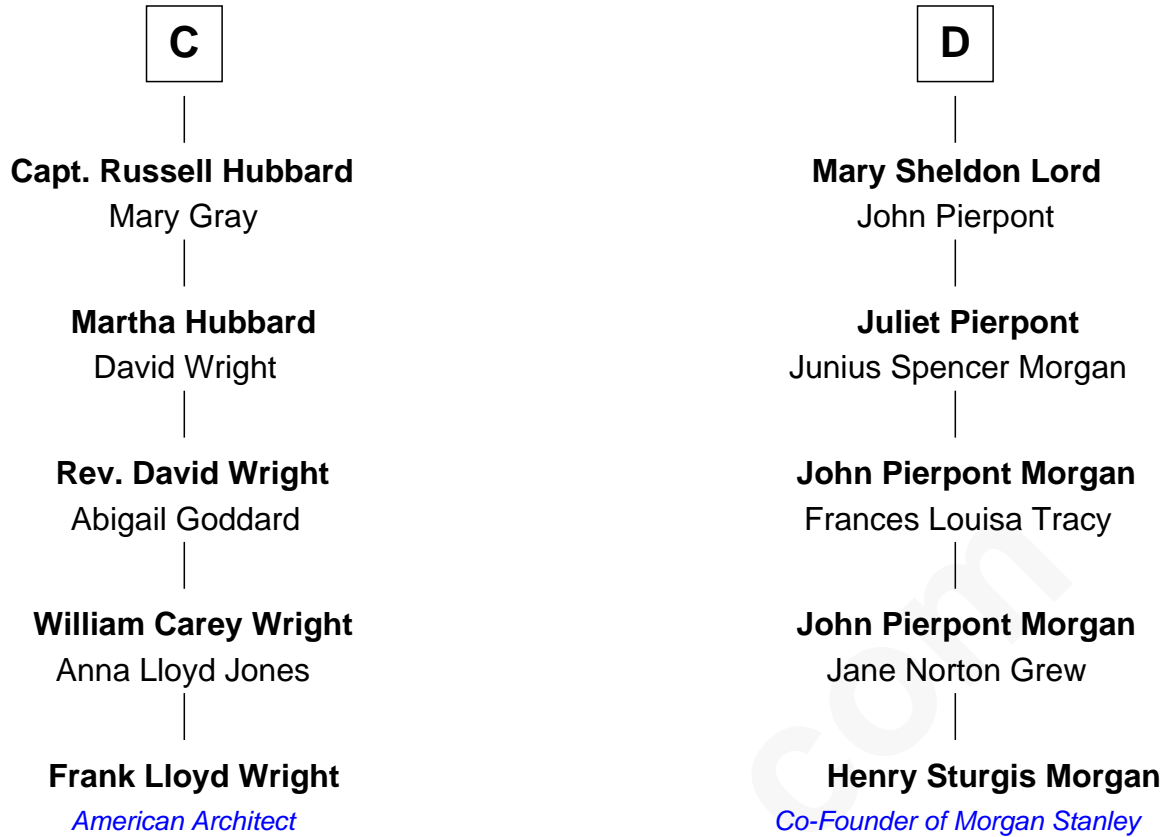 C
Capt. Russell Hubbard
Mary Gray
Martha Hubbard
David Wright
Rev. David Wright
Abigail Goddard
William Carey Wright
Anna Lloyd Jones
Frank Lloyd Wright
American Architect
D
Mary Sheldon Lord
John Pierpont
Juliet Pierpont
Junius Spencer Morgan
John Pierpont Morgan
Frances Louisa Tracy
John Pierpont Morgan
Jane Norton Grew
Henry Sturgis Morgan
Co-Founder of Morgan Stanley
com